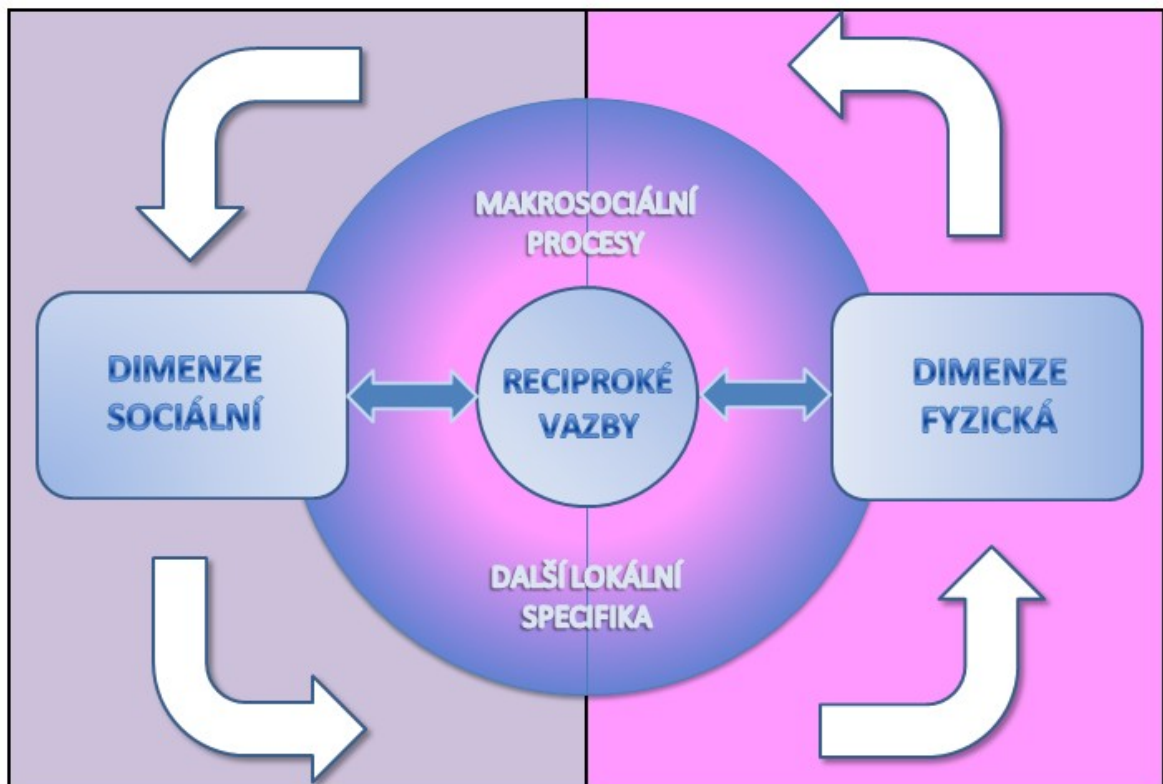 MAKROSOCIÁLNÍ
PROCESY
DIMENZE
SOCIÁLNÍ
RECIPROKÉ
VAZBY
DIMENZE
FYZICKÁ
DALŠÍ LOKÁLNÍ
SPECIFIKA